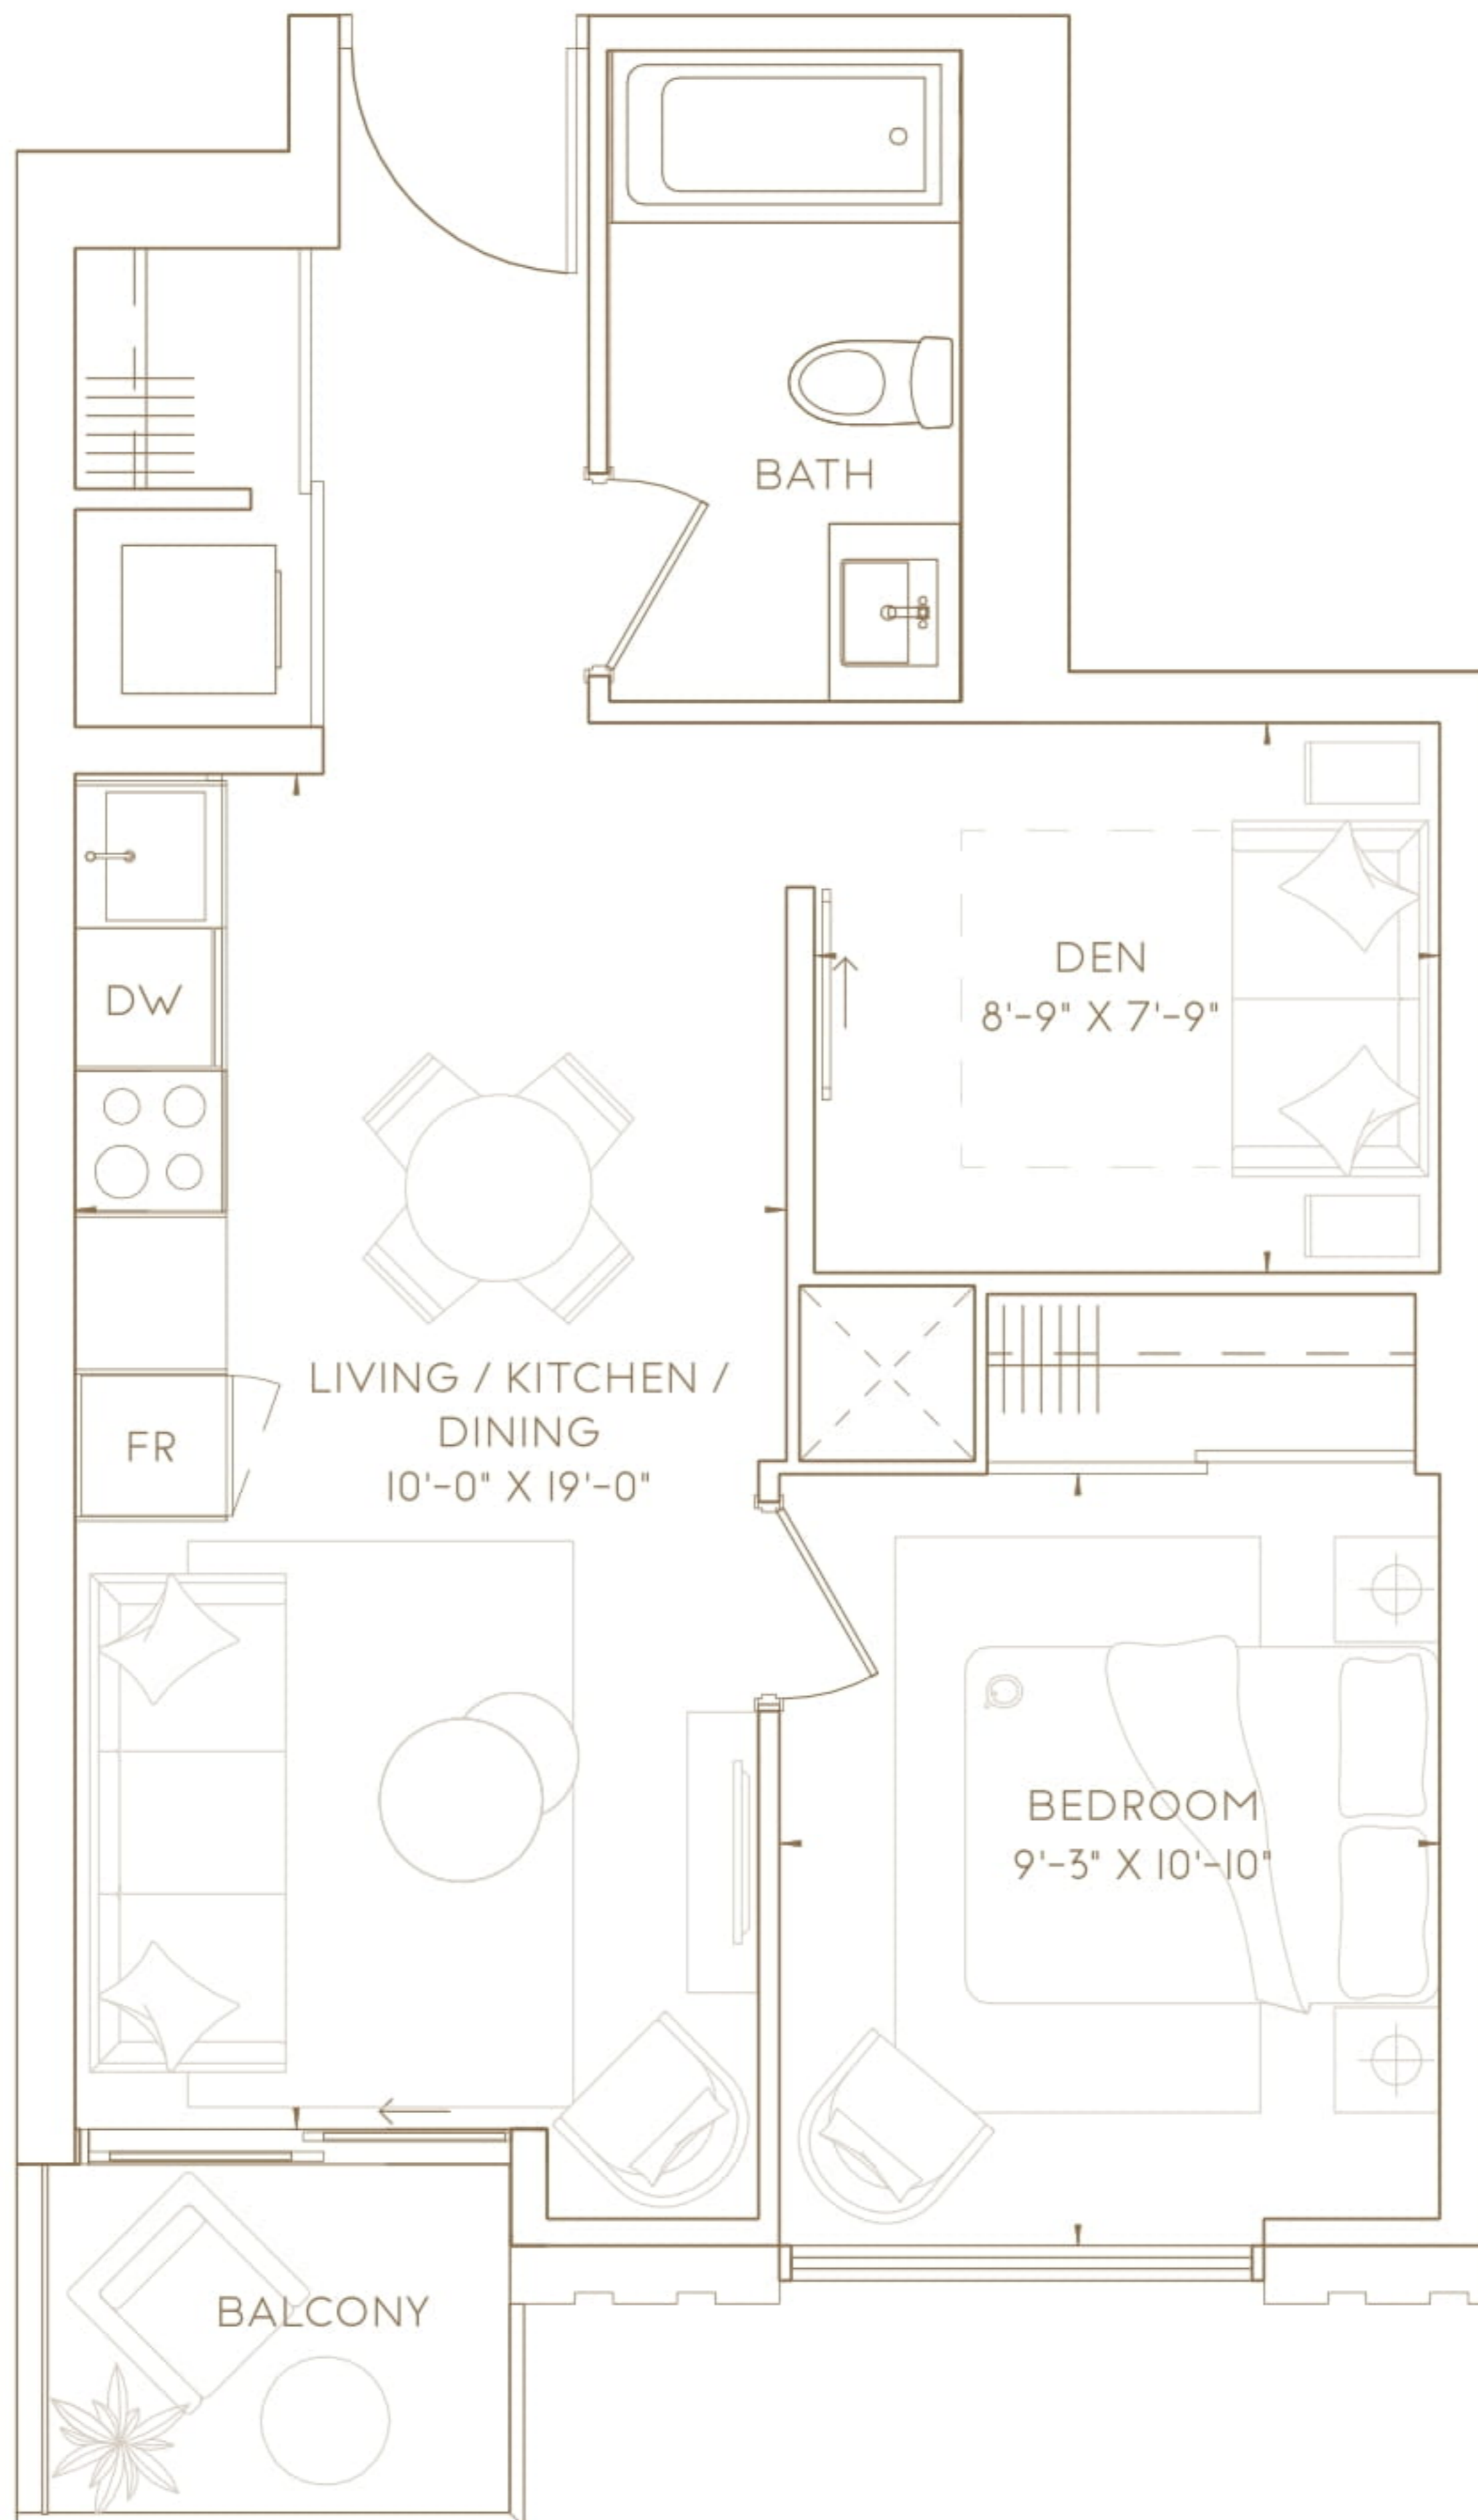 BATH
DEN
8'-9" X 7'-9"
DW
LIVING / KITCHEN /
DINING
10'-0" X 19'-0"
FR
BEDROOM
9'-3" X 10'-10"
BALCONY